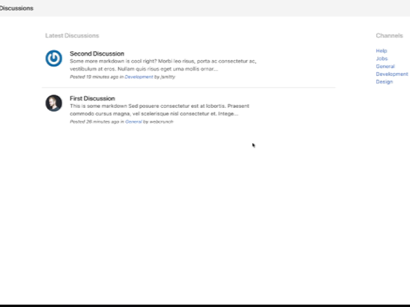 Discussions
Latest Discussions
Channels
Second Discussion
Some more markdown is cool right? Morbi leo risus, porta ac consectetur ac,
vestibulum at eros. Nullam quis risus eget urna mollis ornar...
Posted 19 minutes ago in Development by
First Discussion
This is some markdown Sed posuere consectetur est at lobortis. Praesent
commodo cursus magna, vel scelerisque nisl consectetur et. Intege...
Posted 26 minutes ago in General by webcrunch
Help
Jobs
General
Development
Design